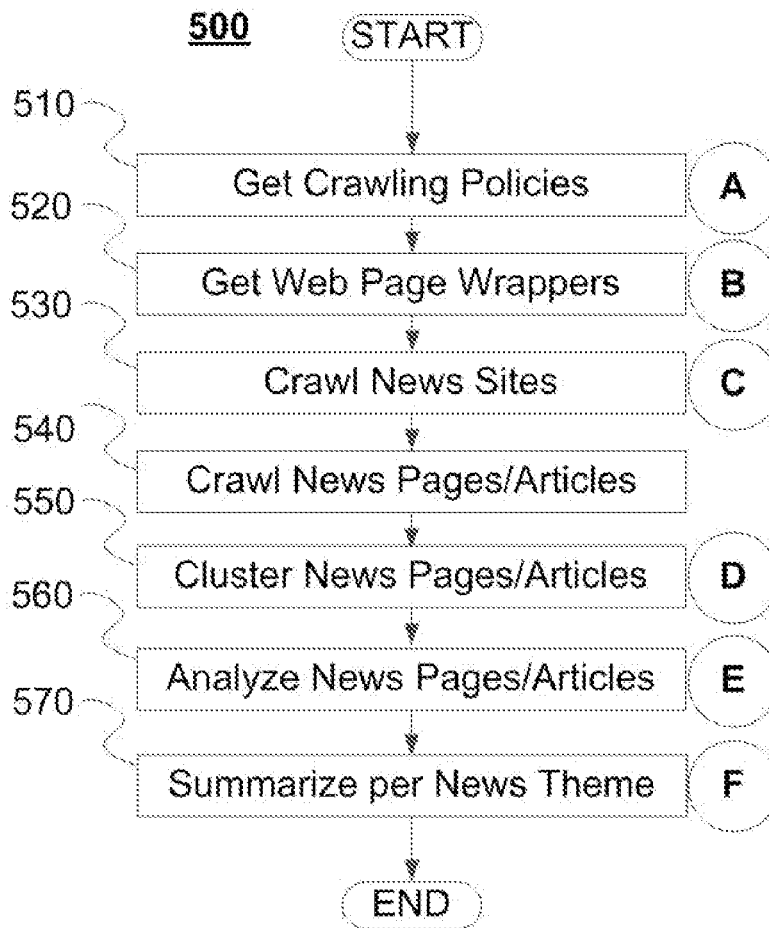 500
START
510
Get Crawling Policies A
520
Get Web Page Wrappers B
530
Crawl News Sites C
540
Crawl News Pages/Articles
550
Cluster News Pages/Articles D
560
Analyze News Pages/Articles E
570
Summarize per News Theme F
END